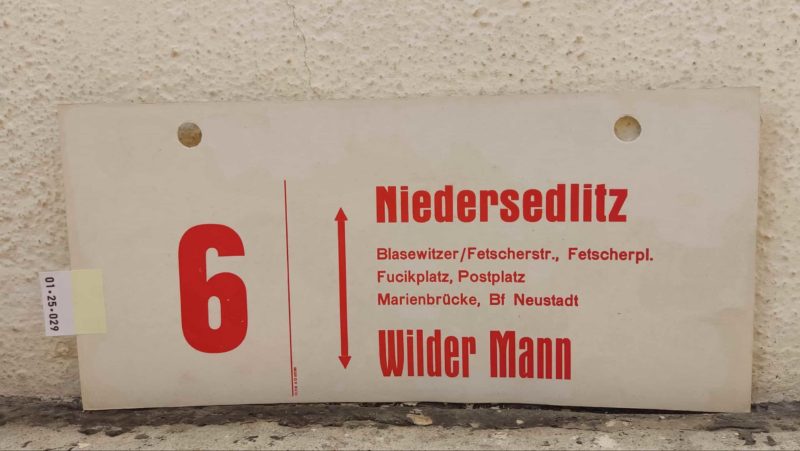 6
Niedersedlitz
Blasewitzer/Fetscherstr., Fetscherpl.
Fucikplatz, Postplatz
Marienbrücke, Bf Neustadt
Wilder Mann
01-25-029